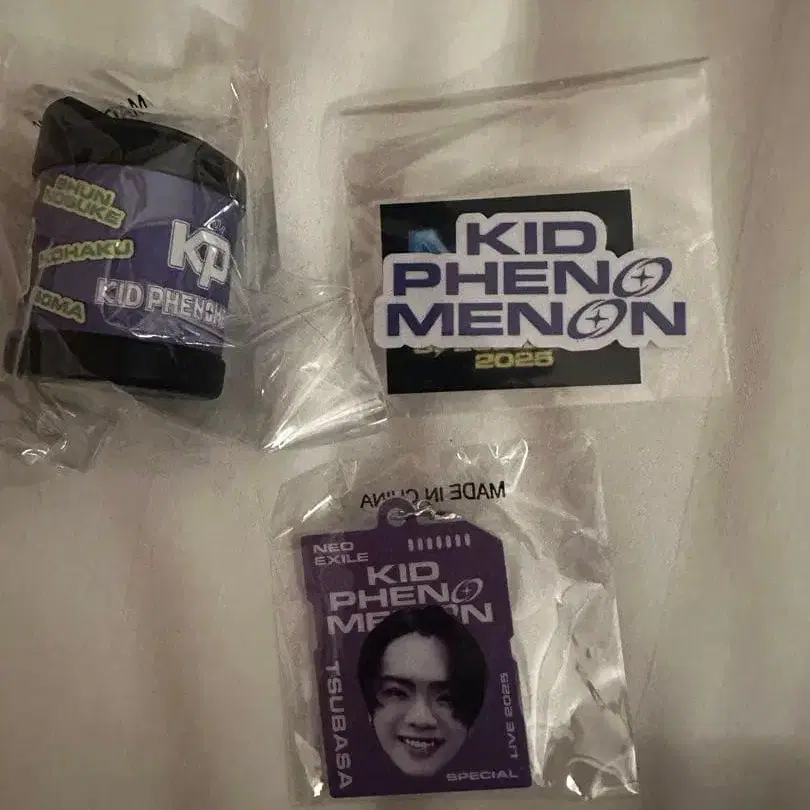 SHUN
NOSUKE
KOHAKU
SOMA
KP
KID PHENOM
KID
PHENO
MENON
2025
MADE IN CHINA
NEO
EXILE
KID
PHENO
MENON
TSUBASA
LIVE 2025
SPECIAL